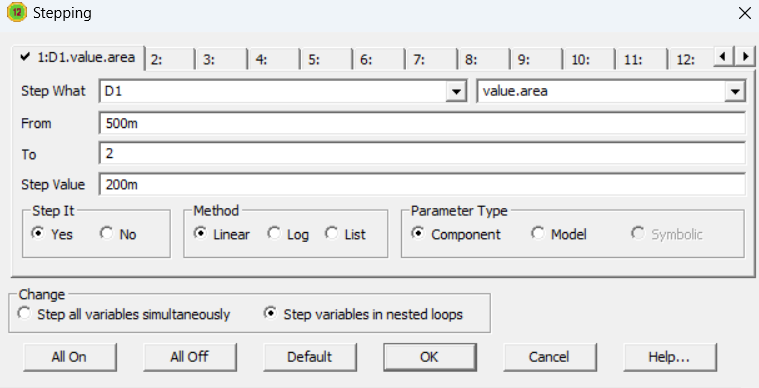 12 Stepping
1:D1.value.area 2: 3: 4: 5: 6: 7: 8: 9: 10: 11: 12:
Step What D1 value.area
From 500m
To 2
Step Value 200m
Step It Method Parameter Type
Yes No Linear Log List Component Model Symbolic
Change
Step all variables simultaneously Step variables in nested loops
All On All Off Default OK Cancel Help...